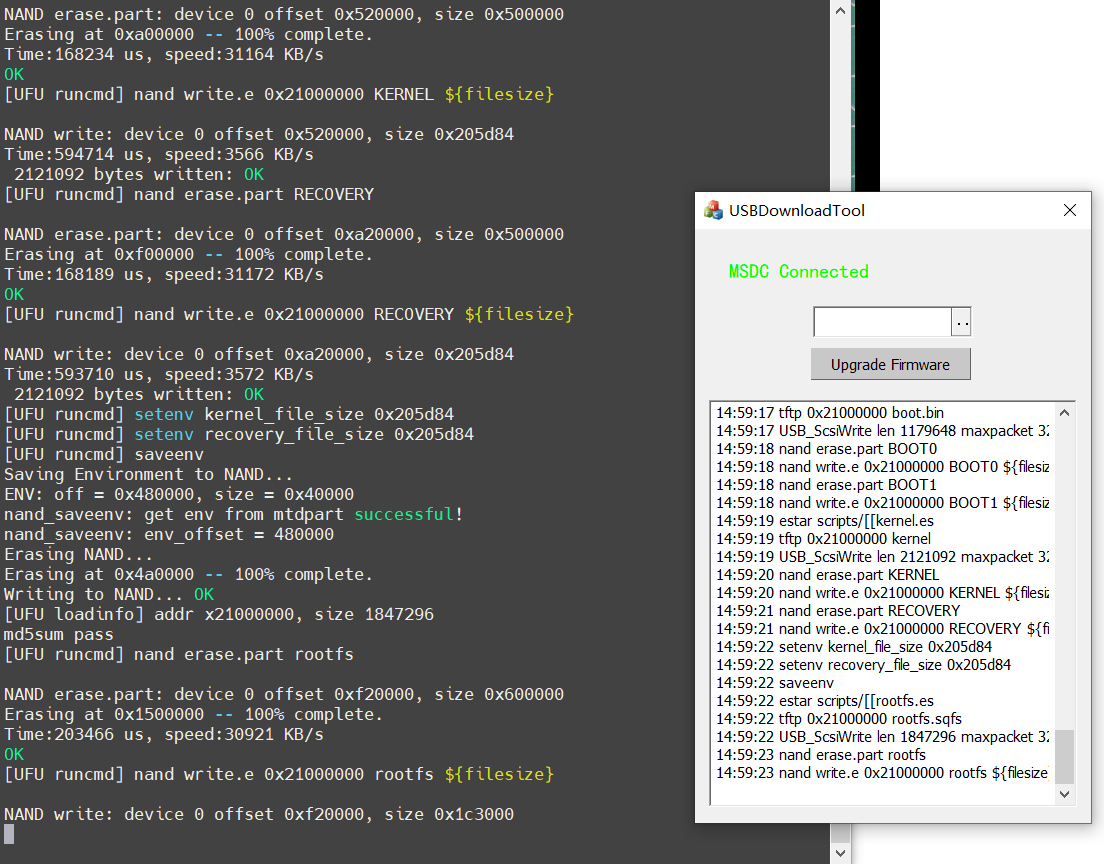 NAND erase.part: device 0 offset 0x520000, size 0x500000
Erasing at 0xa00000 -- 100% complete.
Time:168234 us, speed:31164 KB/s
OK
[UFU runcmd] nand write.e 0x21000000 KERNEL ${filesize}
NAND write: device 0 offset 0x520000, size 0x205d84
Time:594714 us, speed:3566 KB/s
2121092 bytes written: OK
[UFU runcmd] nand erase.part RECOVERY
NAND erase.part: device 0 offset 0xa20000, size 0x500000
Erasing at 0xf00000 -- 100% complete.
Time:168189 us, speed:31172 KB/s
OK
[UFU runcmd] nand write.e 0x21000000 RECOVERY ${filesize}
NAND write: device 0 offset 0xa20000, size 0x205d84
Time:593710 us, speed:3572 KB/s
2121092 bytes written: OK
[UFU runcmd] setenv kernel_file_size 0x205d84
[UFU runcmd] setenv recovery_file_size 0x205d84
[UFU runcmd] saveenv
Saving Environment to NAND...
ENV: off = 0x480000, size = 0x40000
nand_saveenv: get env from mtdpart successful!
nand_saveenv: env_offset = 480000
Erasing NAND...
Erasing at 0x4a0000 -- 100% complete.
Writing to NAND... OK
[UFU loadinfo] addr x21000000, size 1847296
md5sum pass
[UFU runcmd] nand erase.part rootfs
NAND erase.part: device 0 offset 0xf20000, size 0x600000
Erasing at 0x1500000 -- 100% complete.
Time:203466 us, speed:30921 KB/s
OK
[UFU runcmd] nand write.e 0x21000000 rootfs ${filesize}
NAND write: device 0 offset 0xf20000, size 0x1c3000
USBDownloadTool
MSDC Connected
..
Upgrade Firmware
14:59:17 tftp 0x21000000 boot.bin
14:59:17 USB_ScsiWrite len 1179648 maxpacket 32
14:59:18 nand erase.part BOOT0
14:59:18 nand write.e 0x21000000 BOOT0 ${filesiz
14:59:18 nand erase.part BOOT1
14:59:18 nand write.e 0x21000000 BOOT1 ${filesiz
14:59:19 estar scripts/[[kernel.es
14:59:19 tftp 0x21000000 kernel
14:59:19 USB_ScsiWrite len 2121092 maxpacket 32
14:59:20 nand erase.part KERNEL
14:59:20 nand write.e 0x21000000 KERNEL ${filesiz
14:59:21 nand erase.part RECOVERY
14:59:21 nand write.e 0x21000000 RECOVERY ${fi
14:59:22 setenv kernel_file_size 0x205d84
14:59:22 setenv recovery_file_size 0x205d84
14:59:22 saveenv
14:59:22 estar scripts/[[rootfs.es
14:59:22 tftp 0x21000000 rootfs.sqfs
14:59:22 USB_ScsiWrite len 1847296 maxpacket 32
14:59:23 nand erase.part rootfs
14:59:23 nand write.e 0x21000000 rootfs ${filesize